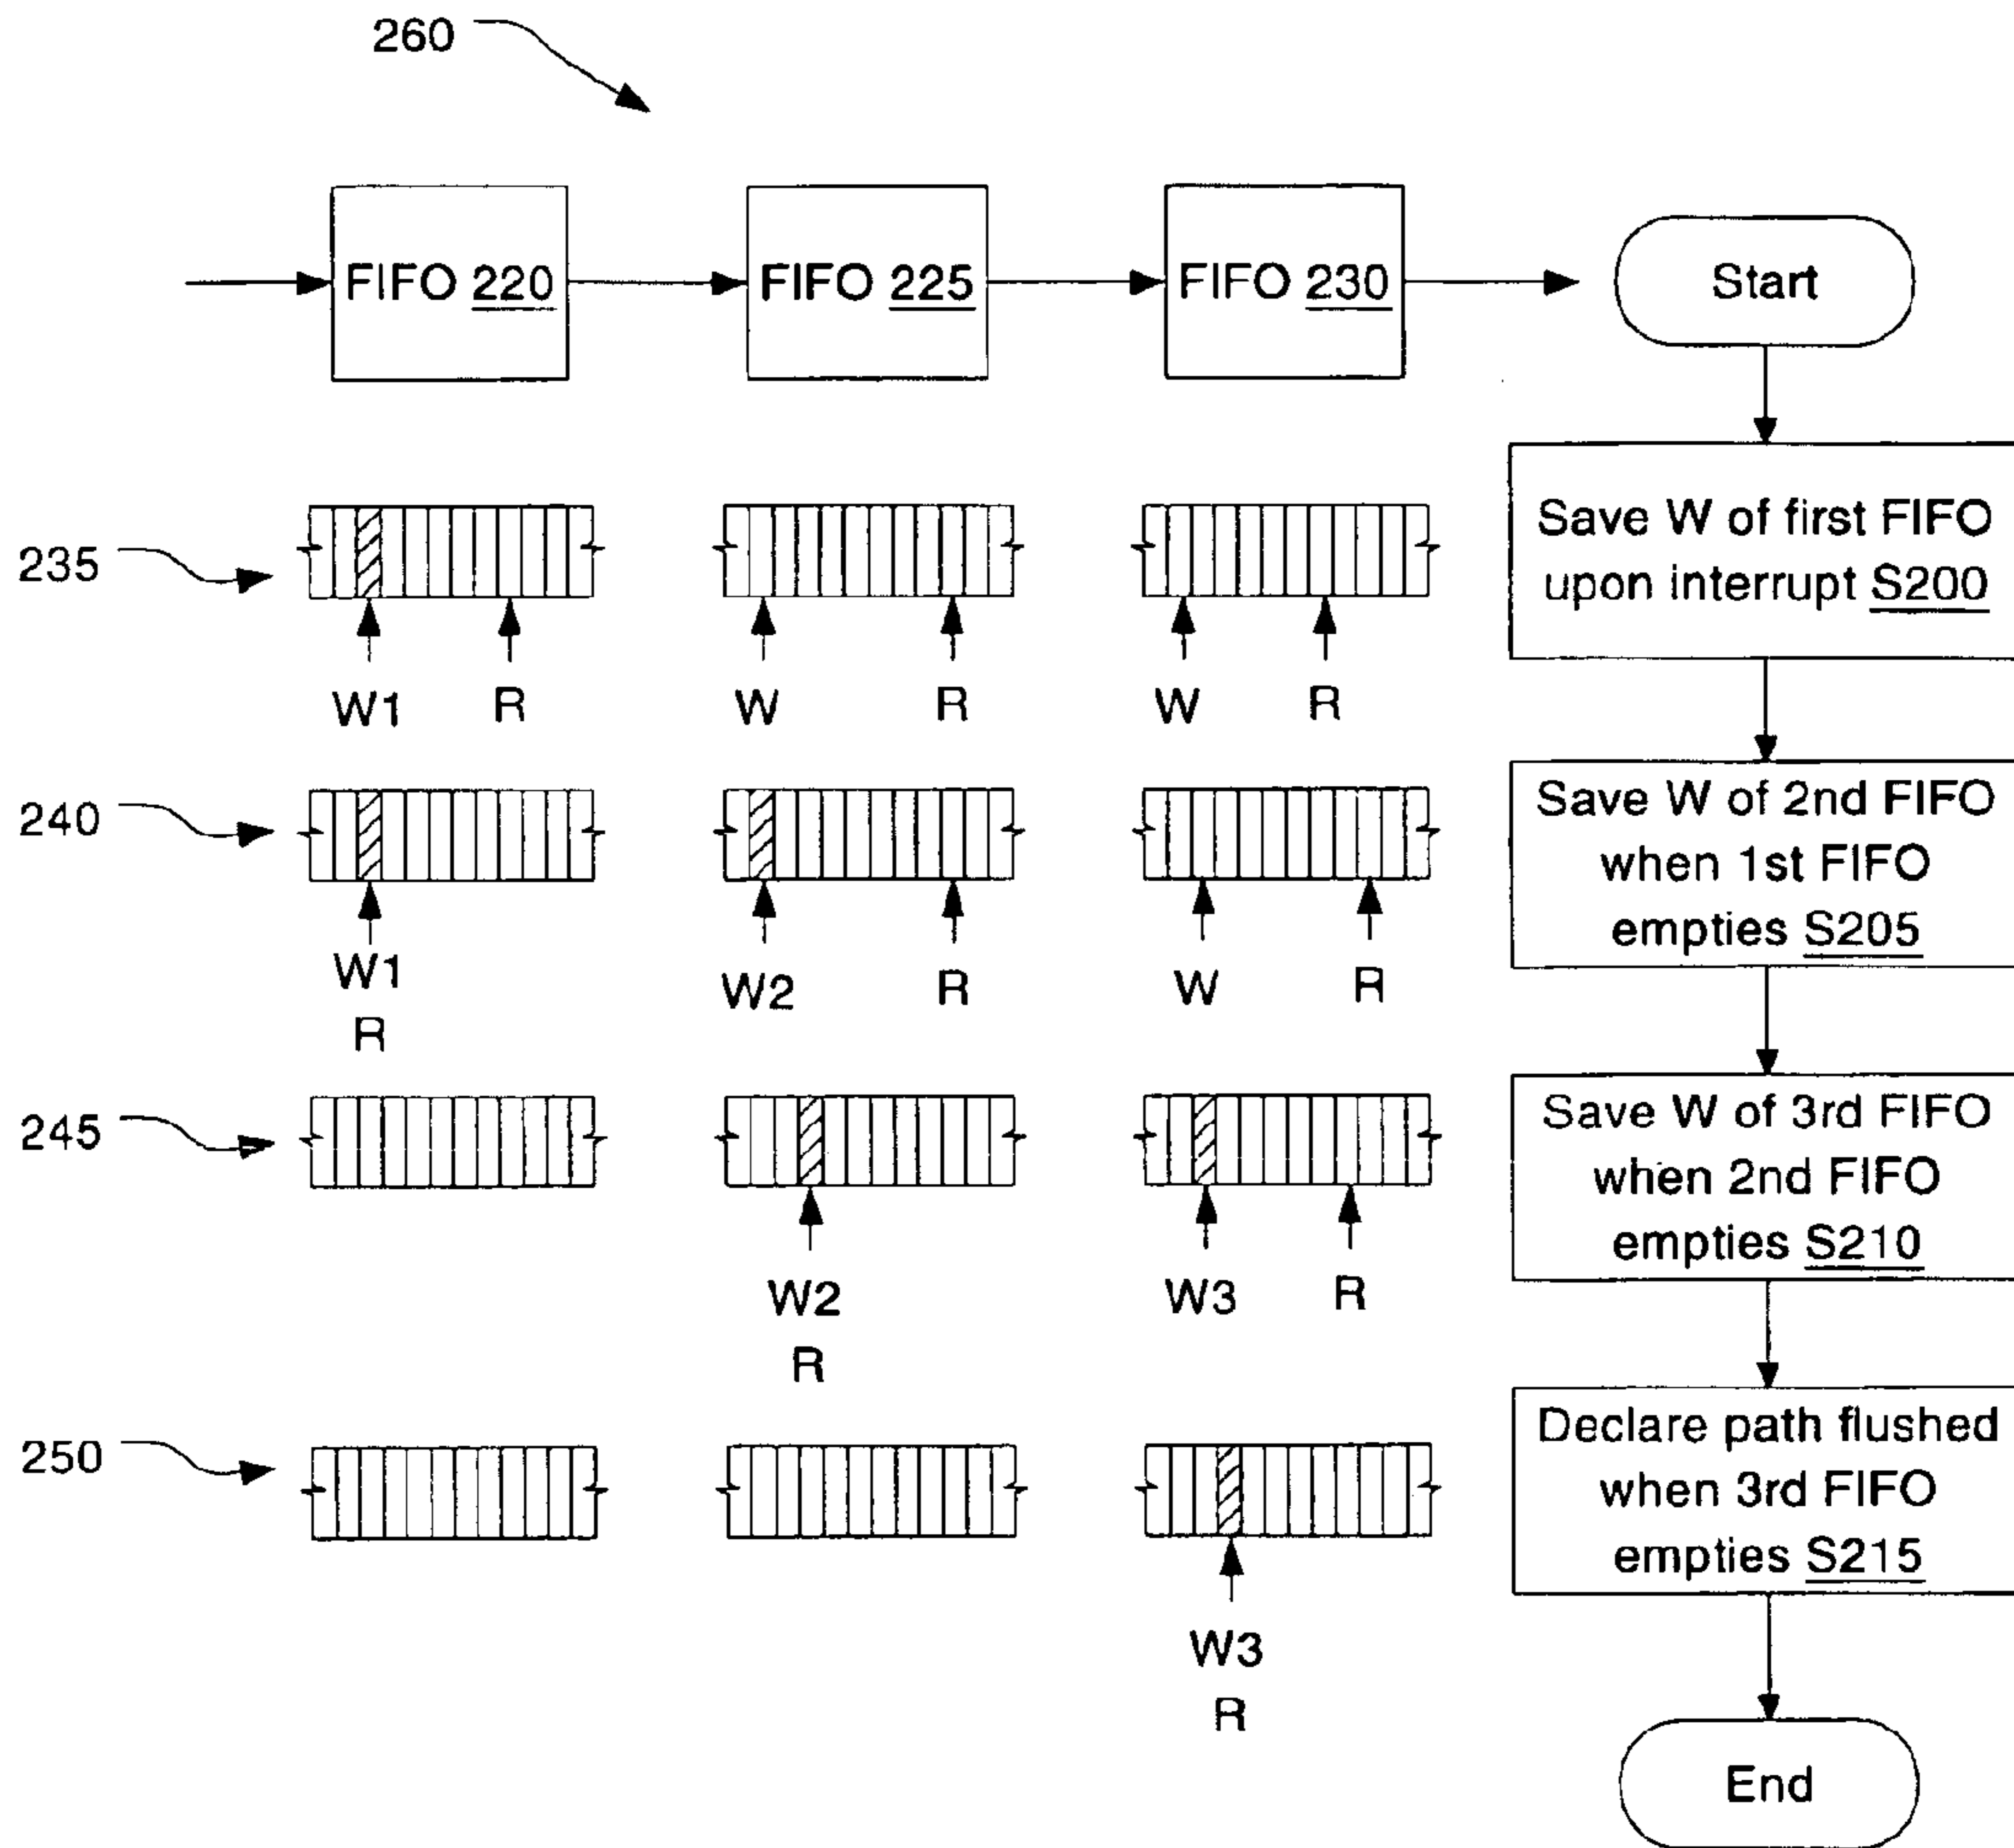 260
FIFO 220
FIFO 225
FIFO 230
Start
235
W1
R
W
R
W
R
Save W of first FIFO
upon interrupt S200
240
W1
R
W2
R
W
R
Save W of 2nd FIFO
when 1st FIFO
empties S205
245
W2
R
W3
R
Save W of 3rd FIFO
when 2nd FIFO
empties S210
250
W3
R
Declare path flushed
when 3rd FIFO
empties S215
End